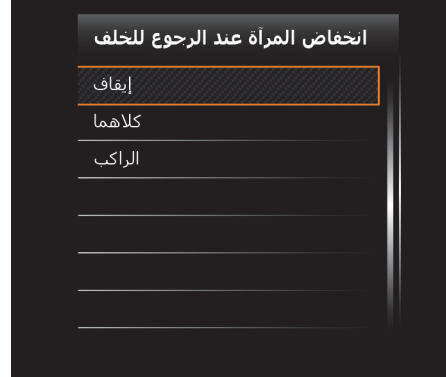 انخفاض المرآة عند الرجوع للخلف
إيقاف
كلاهما
الراكب